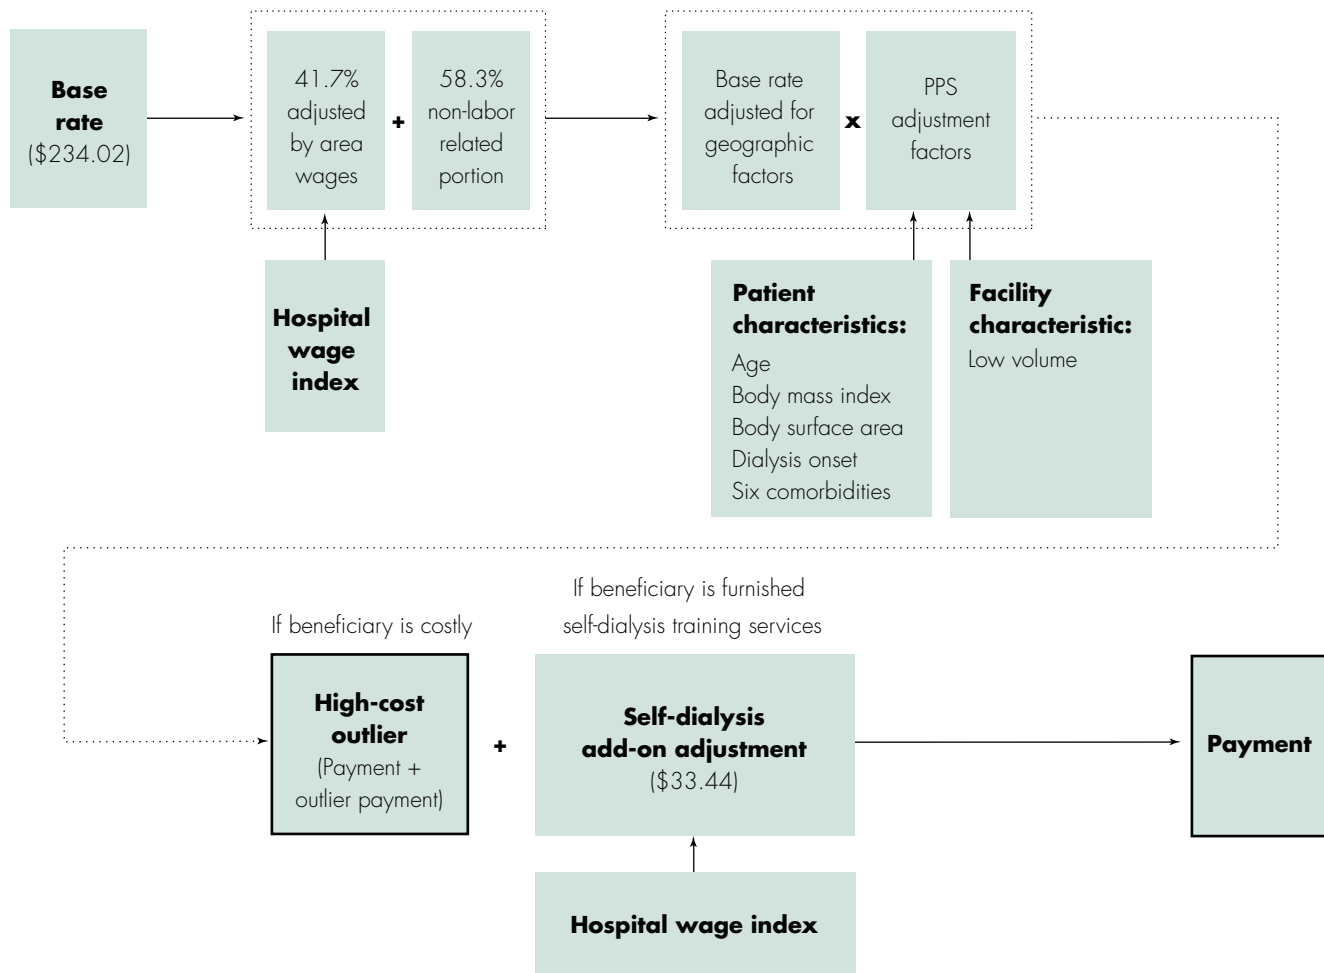 Base
rate
($234.02)
41.7%
adjusted
by area
wages
+
58.3%
non-labor
related
portion
Base rate
adjusted for
geographic
factors
x
PPS
adjustment
factors
Hospital
wage
index
Patient
characteristics:
Age
Body mass index
Body surface area
Dialysis onset
Six comorbidities
Facility
characteristic:
Low volume
If beneficiary is costly
High-cost
outlier
(Payment +
outlier payment)
+
If beneficiary is furnished
self-dialysis training services
Self-dialysis
add-on adjustment
($33.44)
Hospital wage index
Payment